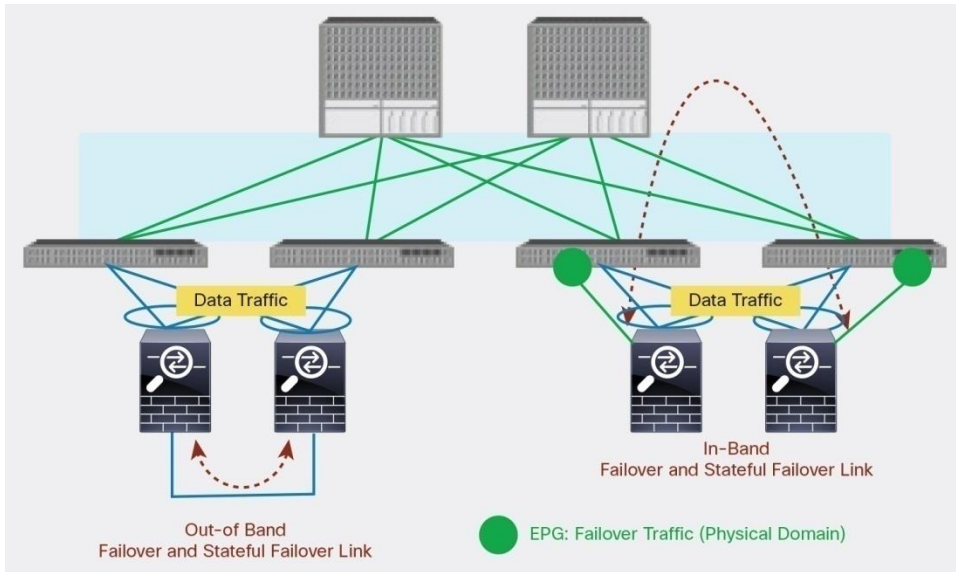 Data Traffic
Data Traffic
In-Band
Failover and Stateful Failover Link
Out-of Band
Failover and Stateful Failover Link
EPG: Failover Traffic (Physical Domain)